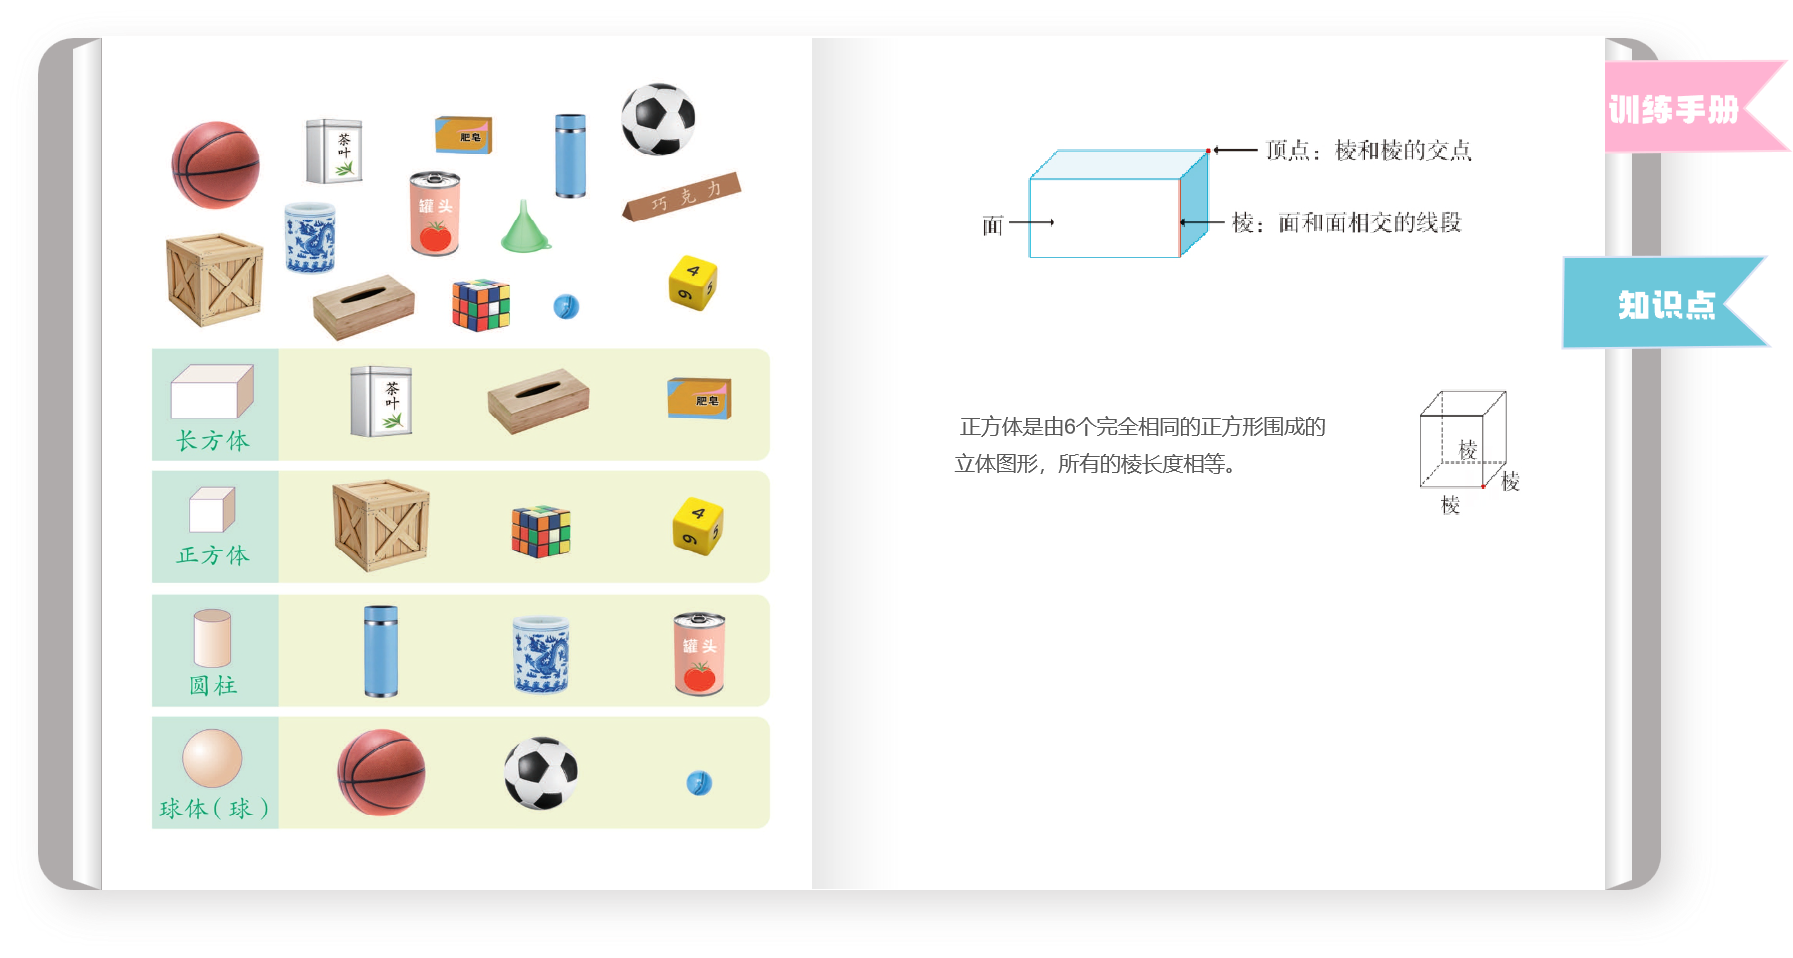 茶叶
肥皂
罐头
巧克力
4
6
5
长方体
茶叶
肥皂
正方体
4
6
5
圆柱
罐头
球体(球)
顶点:棱和棱的交点
面
棱:面和面相交的线段
正方体是由6个完全相同的正方形围成的
立体图形,所有的棱长度相等。
棱
棱
棱
训练手册
知识点